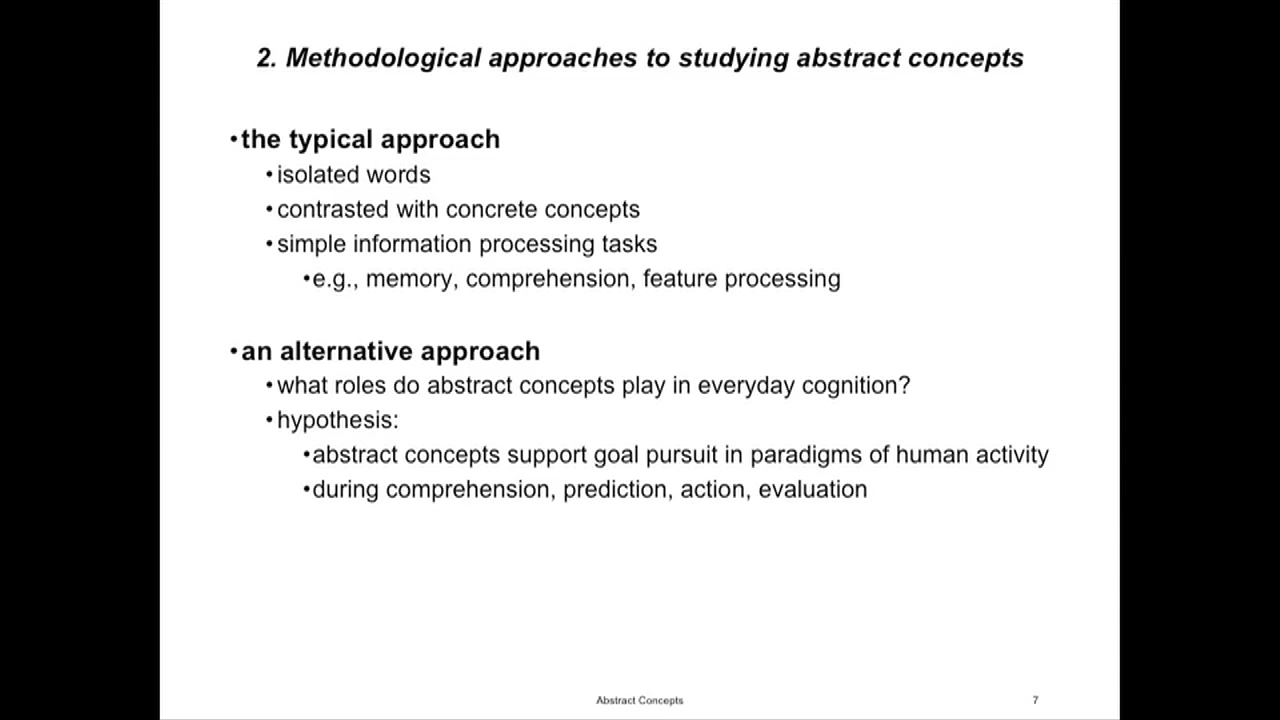 2. Methodological approaches to studying abstract concepts
•the typical approach
•isolated words
•contrasted with concrete concepts
•simple information processing tasks
•e.g., memory, comprehension, feature processing
•an alternative approach
•what roles do abstract concepts play in everyday cognition?
•hypothesis:
•abstract concepts support goal pursuit in paradigms of human activity
•during comprehension, prediction, action, evaluation
Abstract Concepts
7